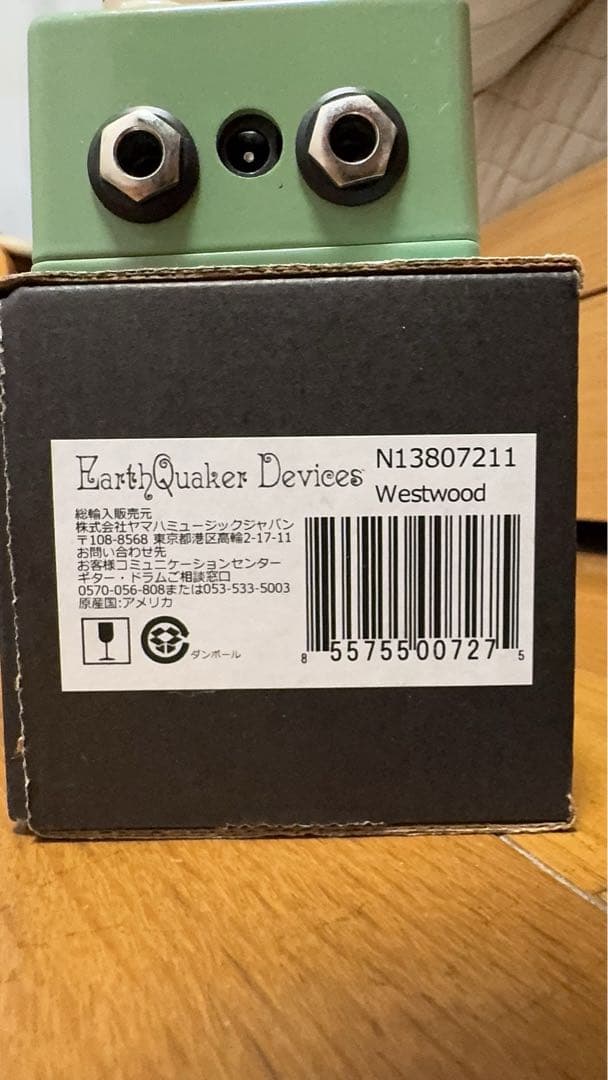 EarthQuaker Devices
N13807211
Westwood
総輸入販売元
株式会社ヤマハミュージックジャパン
〒108-8568 東京都港区高輪2-17-11
お問い合わせ先
お客様コミュニケーションセンター
ギター・ドラムご相談窓口
0570-056-808または053-533-5003
原産国:アメリカ
ダンボール
8 55755 00727 5